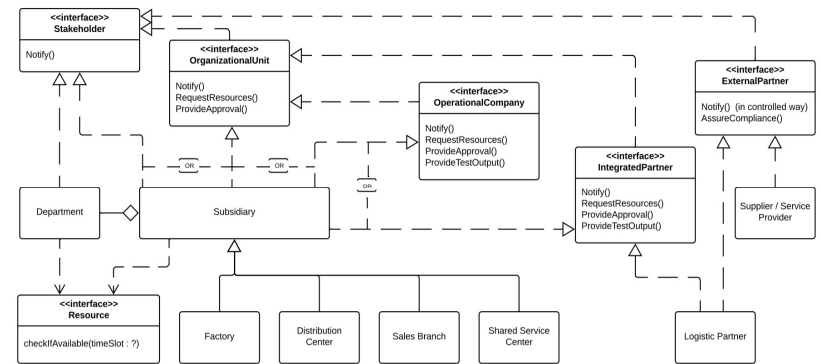 <<interface>>
Stakeholder
Notify()
<<interface>>
OrganizationalUnit
Notify()
RequestResources()
ProvideApproval()
<<interface>>
OperationalCompany
Notify()
RequestResources()
ProvideApproval()
ProvideTestOutput()
<<interface>>
ExternalPartner
Notify() (in controlled way)
AssureCompliance()
<<interface>>
IntegratedPartner
Notify()
RequestResources()
ProvideApproval()
ProvideTestOutput()
OR
OR
OR
Department
Subsidiary
Supplier / Service
Provider
<<interface>>
Resource
checkIfAvailable(timeSlot : ?)
Factory
Distribution
Center
Sales Branch
Shared Service
Center
Logistic Partner